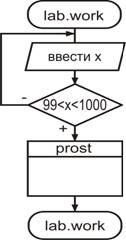 lab.work
ввести x
99<x<1000
-
+
prost
lab.work